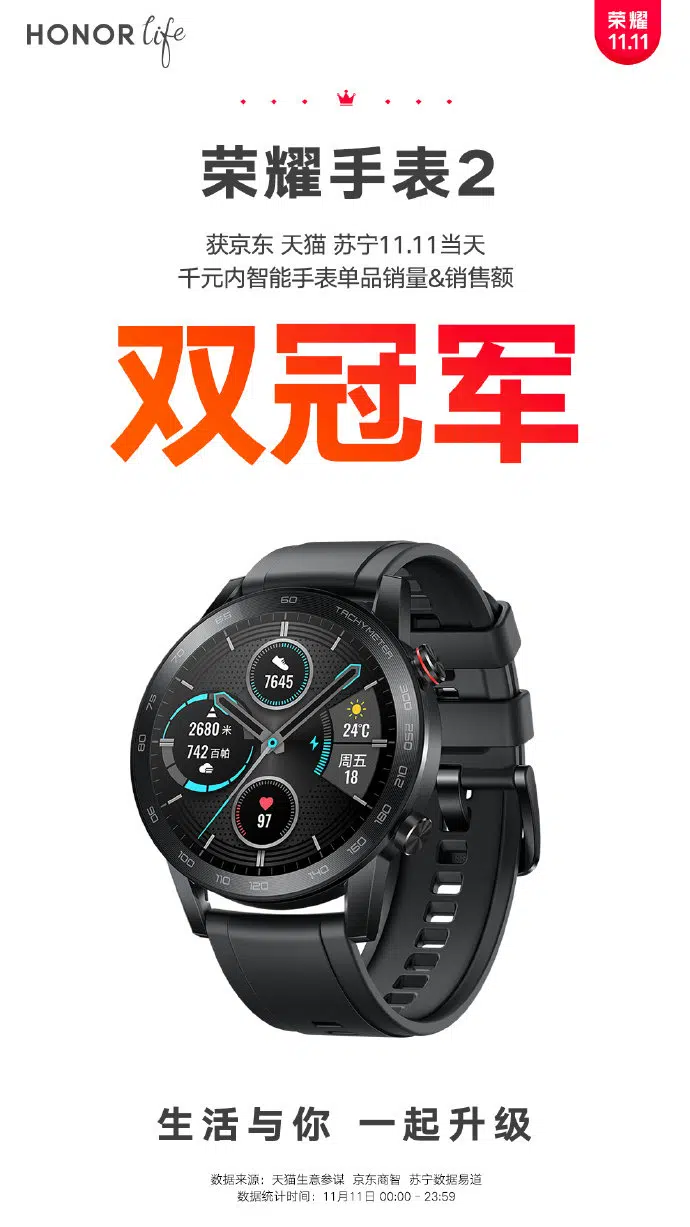 HONOR life
荣耀
11.11
荣耀手表2
获京东 天猫 苏宁11.11当天
千元内智能手表单品销量&销售额
双冠军
60
65
TACHYMETER
70
75
80
90
100
110
120
140
160
180
210
250
300
7645
2680米
742百帕
24℃
周五
18
97
生活与你 一起升级
数据来源：天猫生意参谋 京东商智 苏宁数据易道
数据统计时间：11月11日 00:00 - 23:59